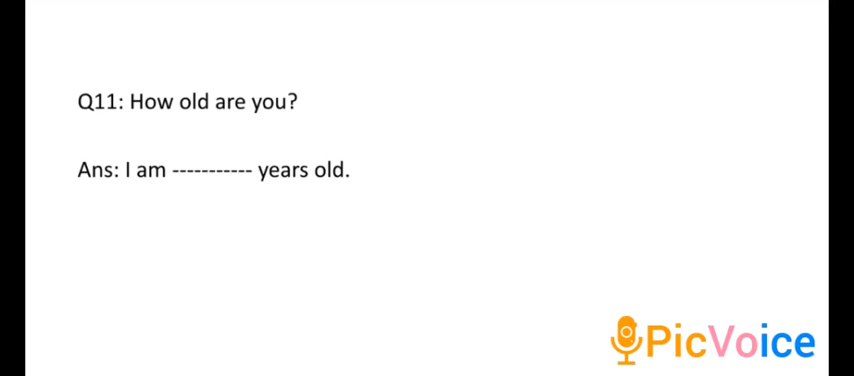 Q11: How old are you?
Ans: I am ----------- years old.
PicVoice